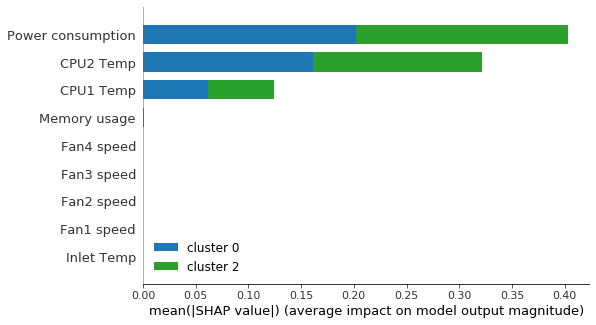 Power consumption
CPU2 Temp
CPU1 Temp
Memory usage
Fan4 speed
Fan3 speed
Fan2 speed
Fan1 speed
Inlet Temp
cluster 0
cluster 2
0.00 0.05 0.10 0.15 0.20 0.25 0.30 0.35 0.40
mean(|SHAP value|) (average impact on model output magnitude)